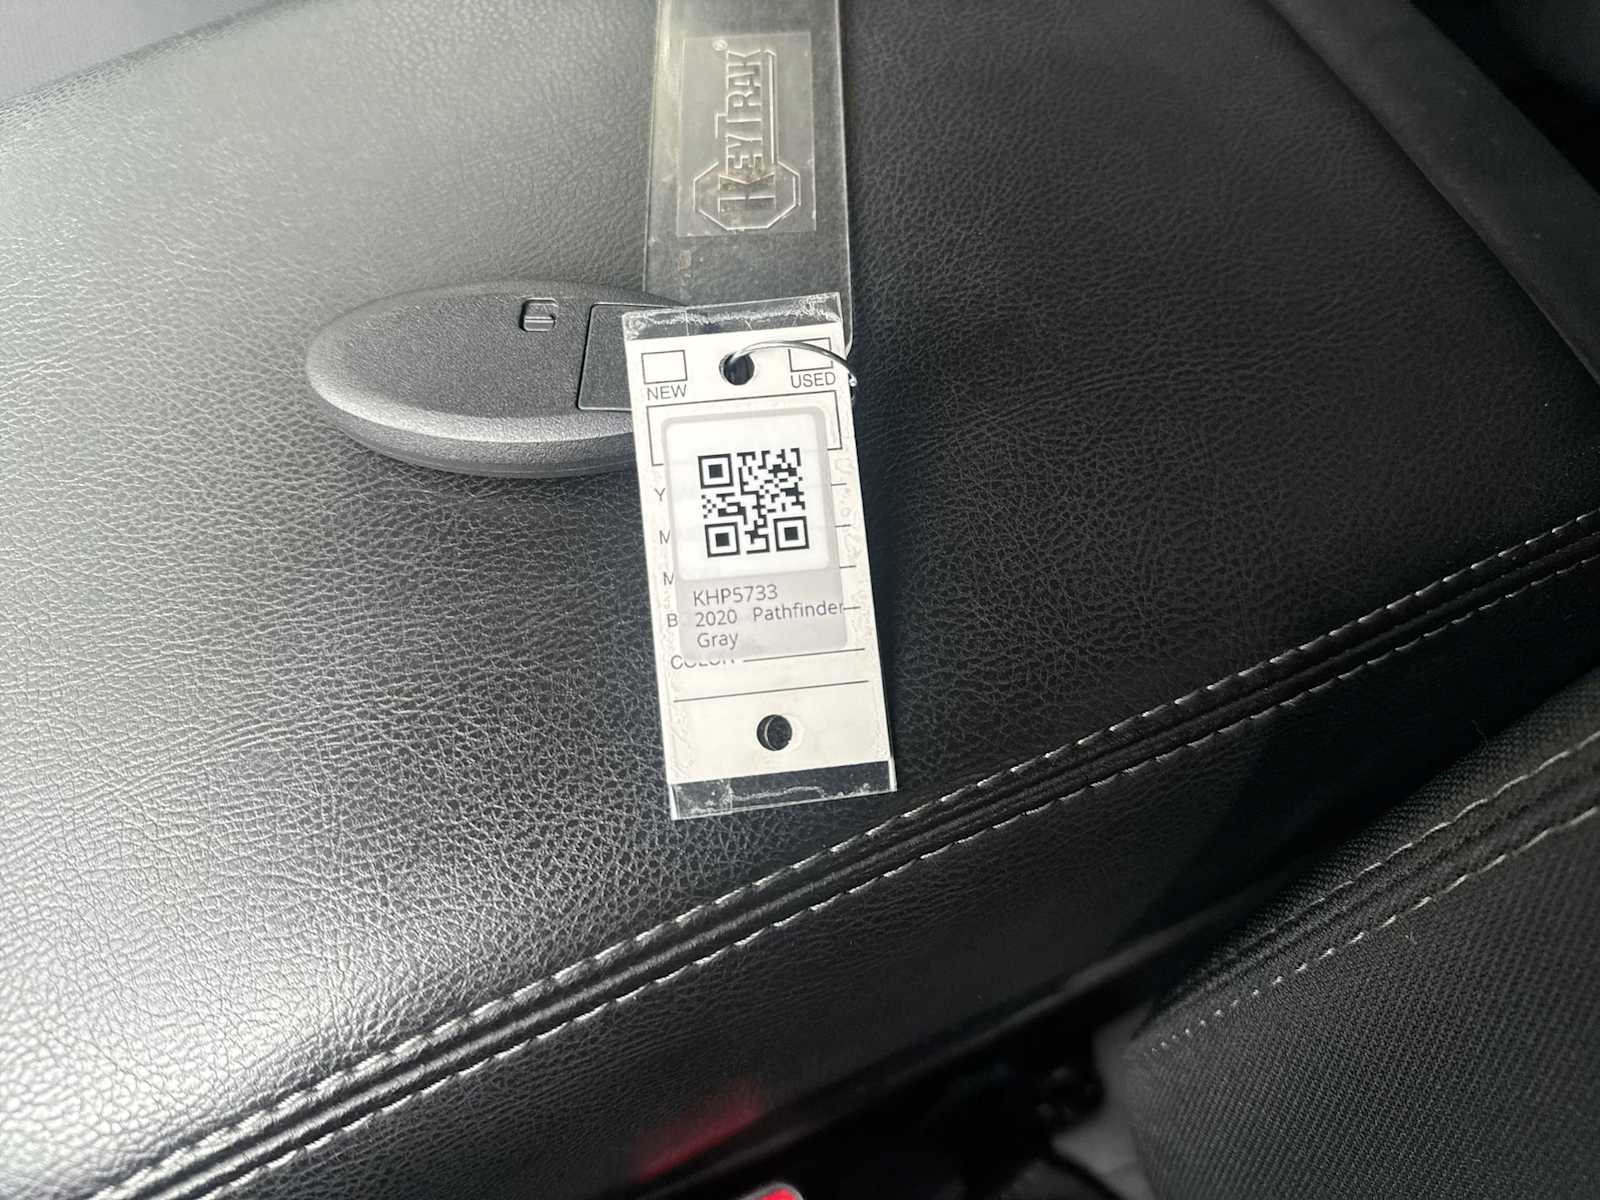 KEYTRAK®
NEW
USED
Y
M
M
B
KHP5733
2020 Pathfinder
Gray
COLOR